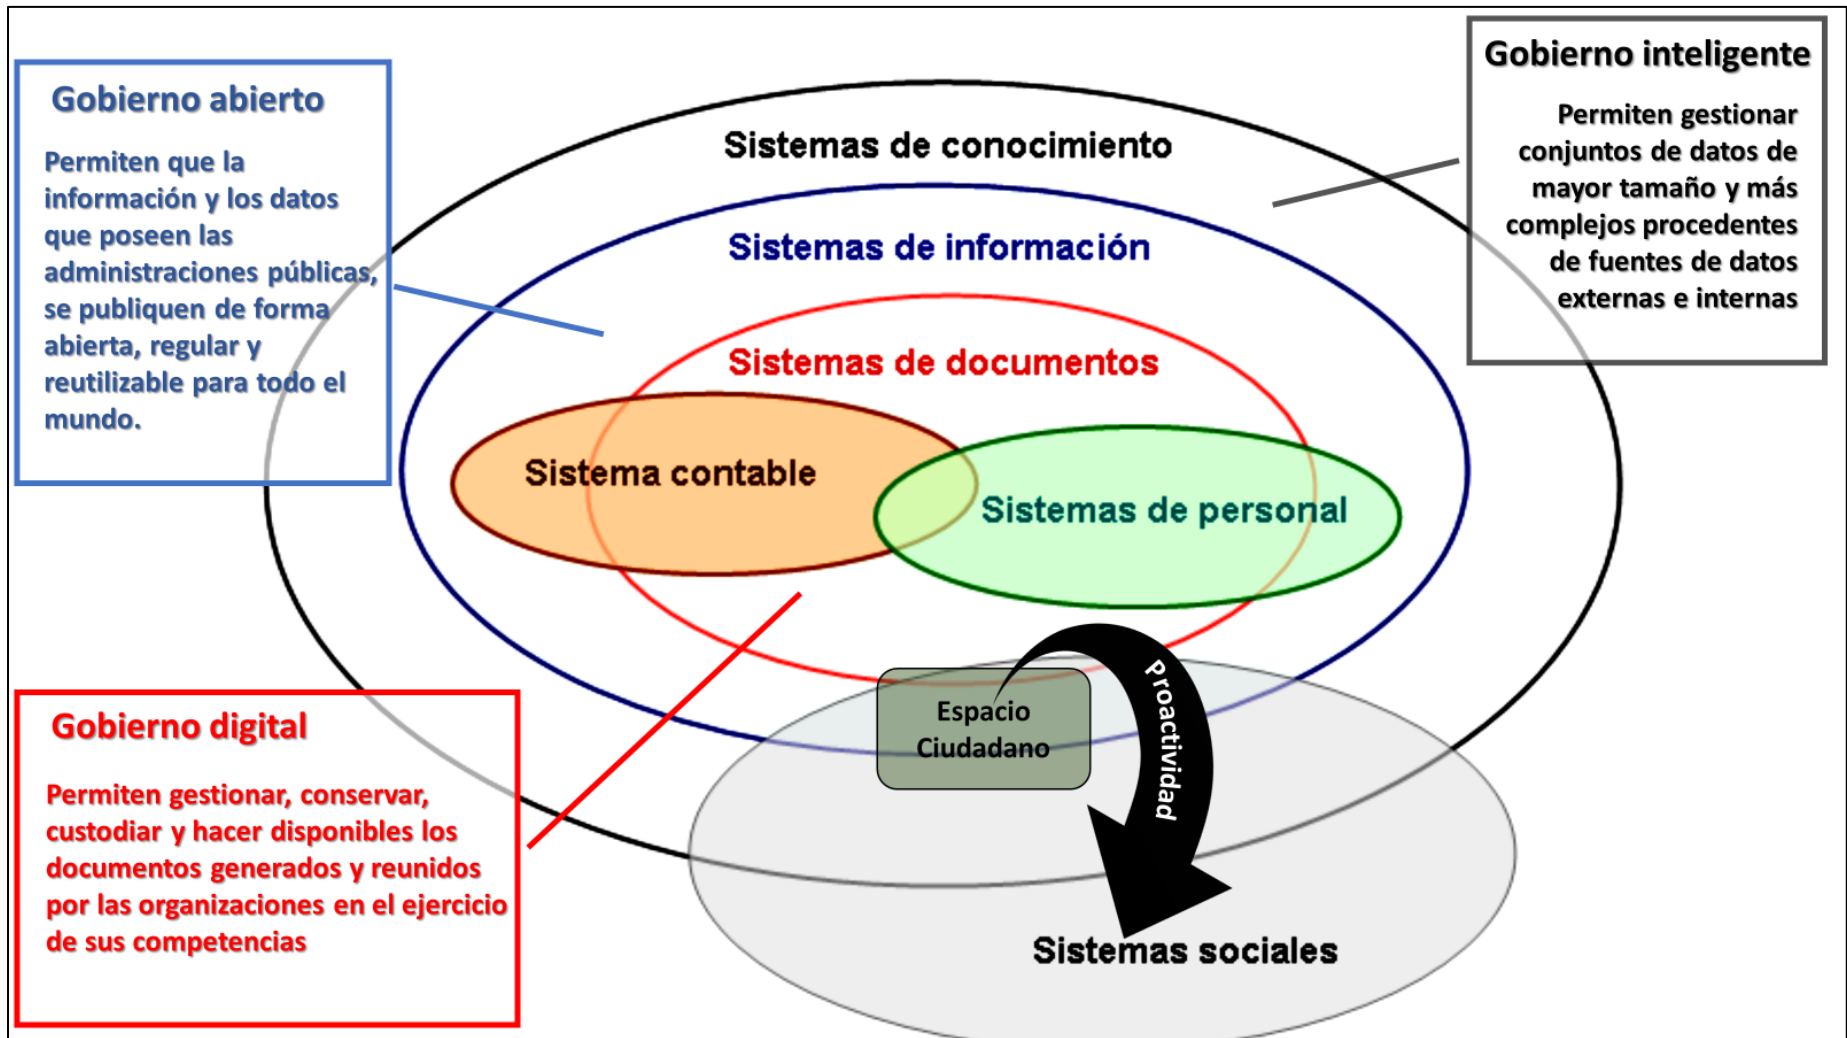 Gobierno abierto
Permiten que la
información y los datos
que poseen las
administraciones públicas,
se publiquen de forma
abierta, regular y
reutilizable para todo el
mundo.
Gobierno inteligente
Permiten gestionar
conjuntos de datos de
mayor tamaño y más
complejos procedentes
de fuentes de datos
externas e internas
Sistemas de conocimiento
Sistemas de información
Sistemas de documentos
Sistema contable
Sistemas de personal
Espacio
Ciudadano
Proactividad
Sistemas sociales
Gobierno digital
Permiten gestionar, conservar,
custodiar y hacer disponibles los
documentos generados y reunidos
por las organizaciones en el ejercicio
de sus competencias